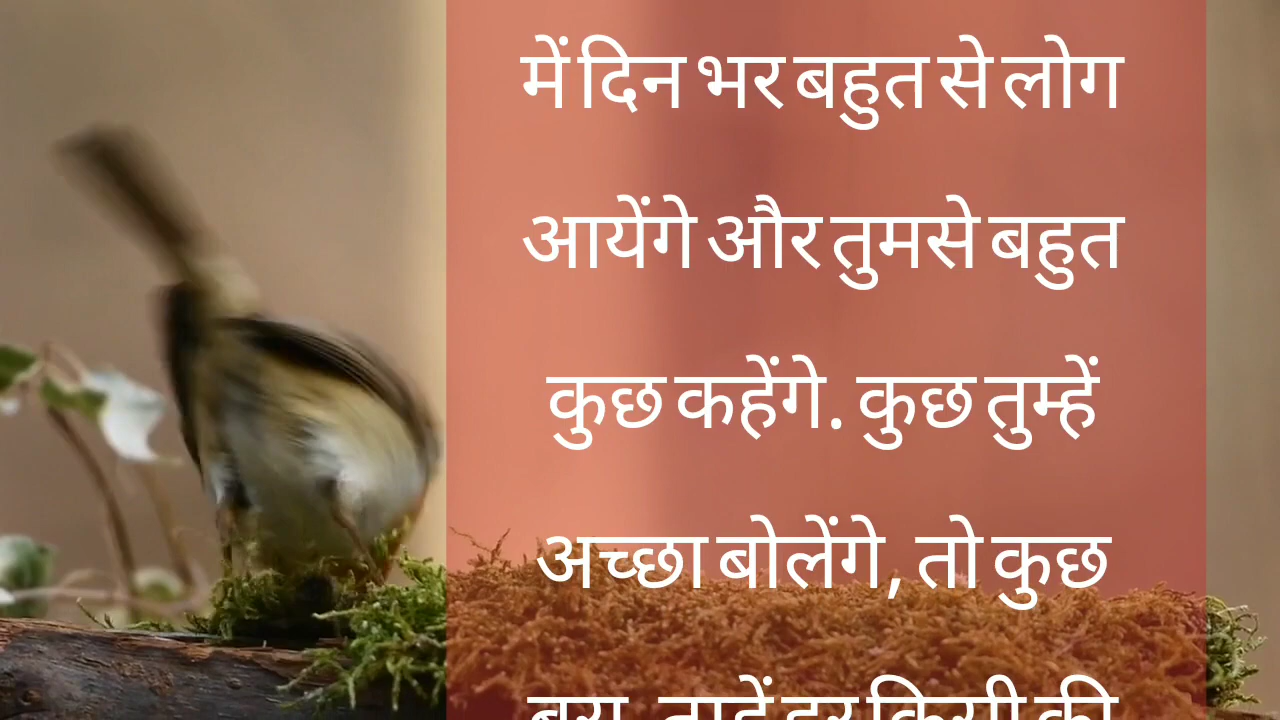 में दिन भर बहुत से लोग
आयेंगे और तुमसे बहुत
कुछ कहेंगे. कुछ तुम्हें
अच्छा बोलेंगे, तो कुछ